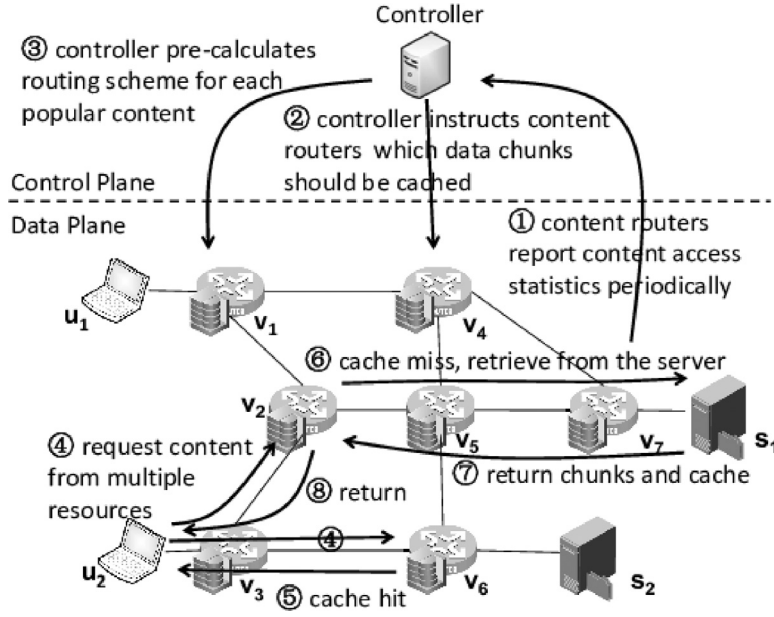 Controller
③ controller pre-calculates
routing scheme for each
popular content
② controller instructs content
routers which data chunks
should be cached
Control Plane
Data Plane
① content routers
report content access
statistics periodically
u1
v1
v4
⑥ cache miss, retrieve from the server
v2
v5
v7
s1
④ request content
from multiple
resources
⑦ return chunks and cache
⑧ return
④
u2
v3
v6
s2
⑤ cache hit